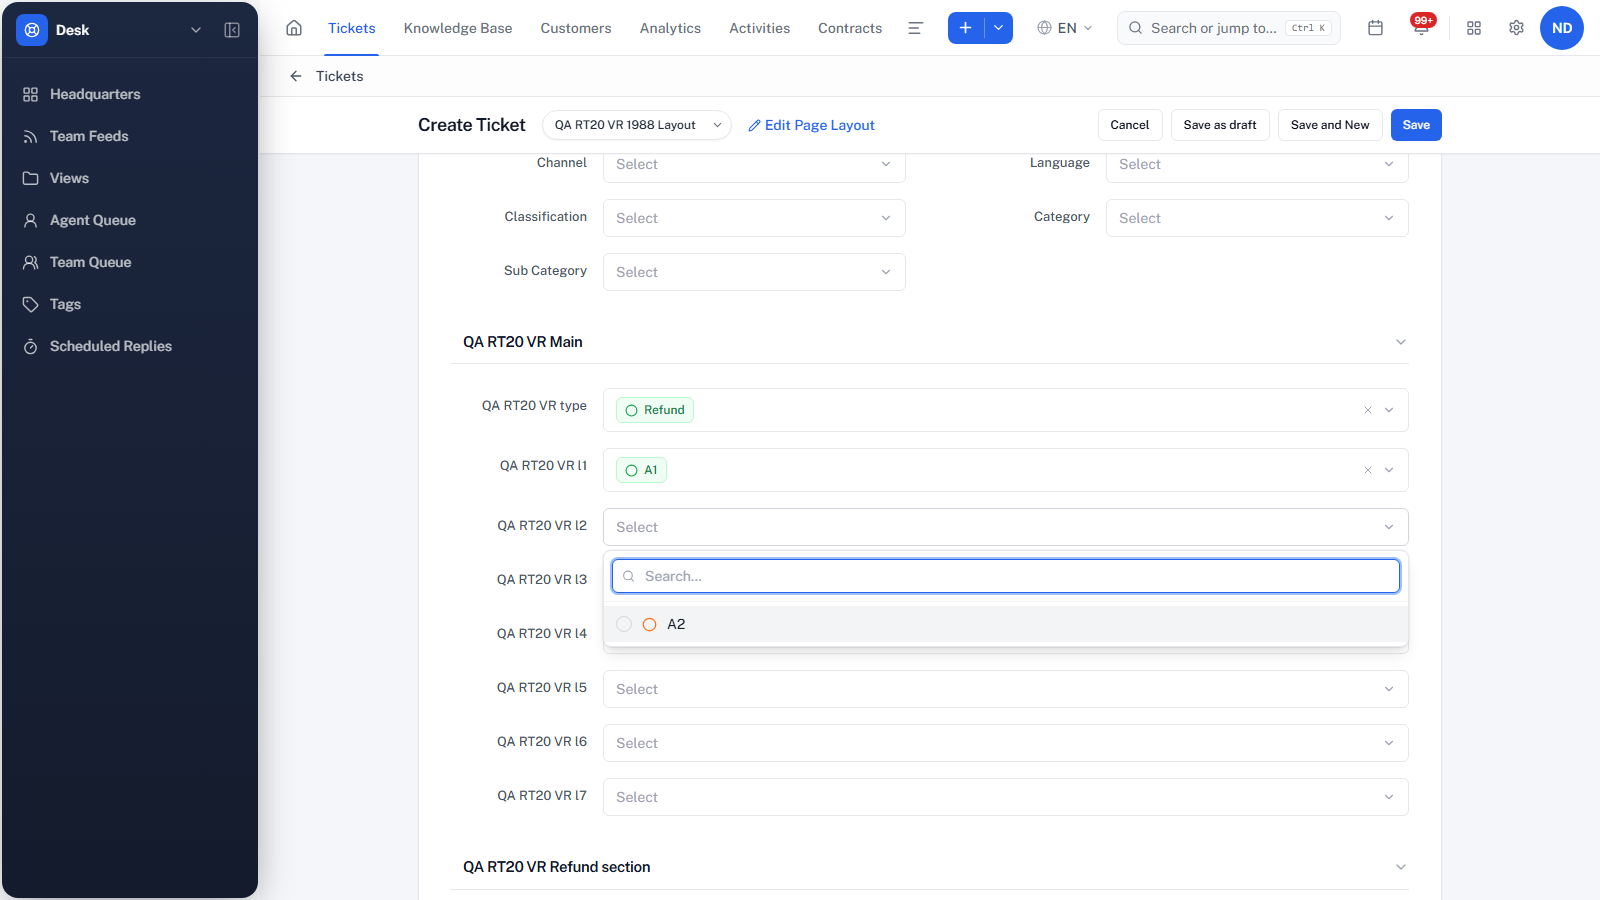 Desk
Headquarters
Team Feeds
Views
Agent Queue
Team Queue
Tags
Scheduled Replies
Tickets
Knowledge Base
Customers
Analytics
Activities
Contracts
EN
Search or jump to...
Ctrl K
99+
ND
Tickets
Create Ticket
QA RT20 VR 1988 Layout
Edit Page Layout
Cancel
Save as draft
Save and New
Save
Channel
Select
Language
Select
Classification
Select
Category
Select
Sub Category
Select
QA RT20 VR Main
QA RT20 VR type
Refund
QA RT20 VR l1
A1
QA RT20 VR l2
Select
Search...
QA RT20 VR l3
A2
QA RT20 VR l4
QA RT20 VR l5
Select
QA RT20 VR l6
Select
QA RT20 VR l7
Select
QA RT20 VR Refund section